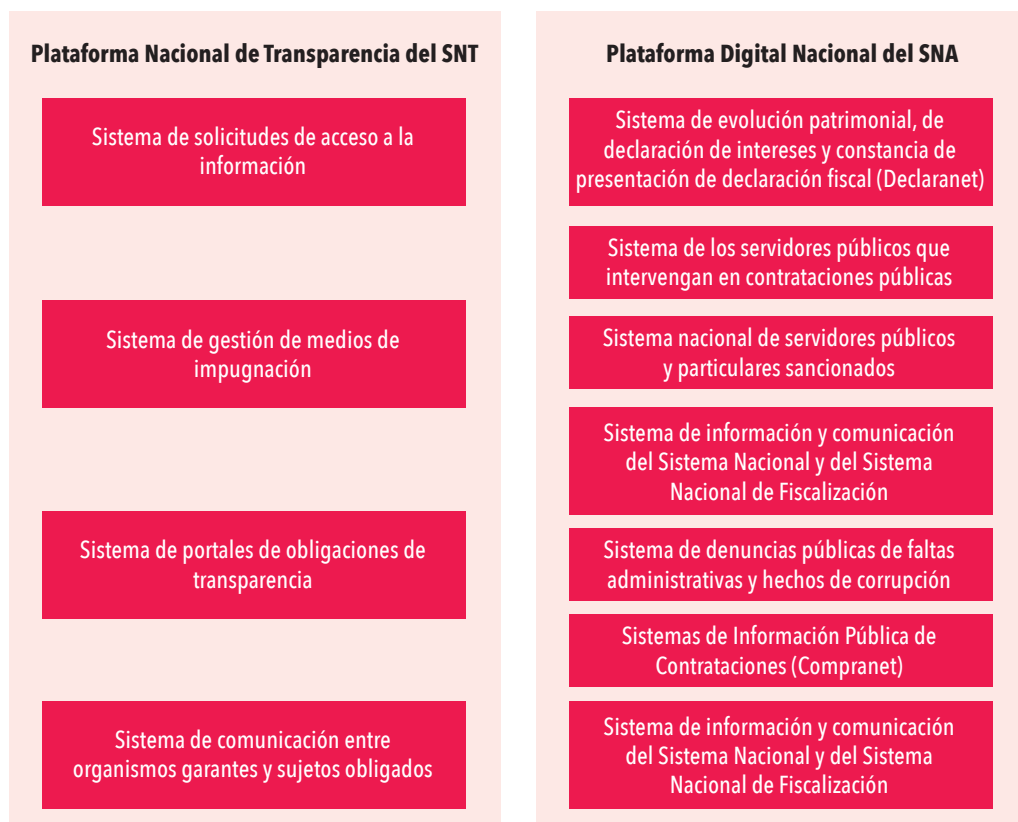 Plataforma Nacional de Transparencia del SNT
Sistema de solicitudes de acceso a la
información
Sistema de gestión de medios de
impugnación
Sistema de portales de obligaciones de
transparencia
Sistema de comunicación entre
organismos garantes y sujetos obligados
Plataforma Digital Nacional del SNA
Sistema de evolución patrimonial, de
declaración de intereses y constancia de
presentación de declaración fiscal (Declaranet)
Sistema de los servidores públicos que
intervengan en contrataciones públicas
Sistema nacional de servidores públicos
y particulares sancionados
Sistema de información y comunicación
del Sistema Nacional y del Sistema
Nacional de Fiscalización
Sistema de denuncias públicas de faltas
administrativas y hechos de corrupción
Sistemas de Información Pública de
Contrataciones (Compranet)
Sistema de información y comunicación
del Sistema Nacional y del Sistema
Nacional de Fiscalización